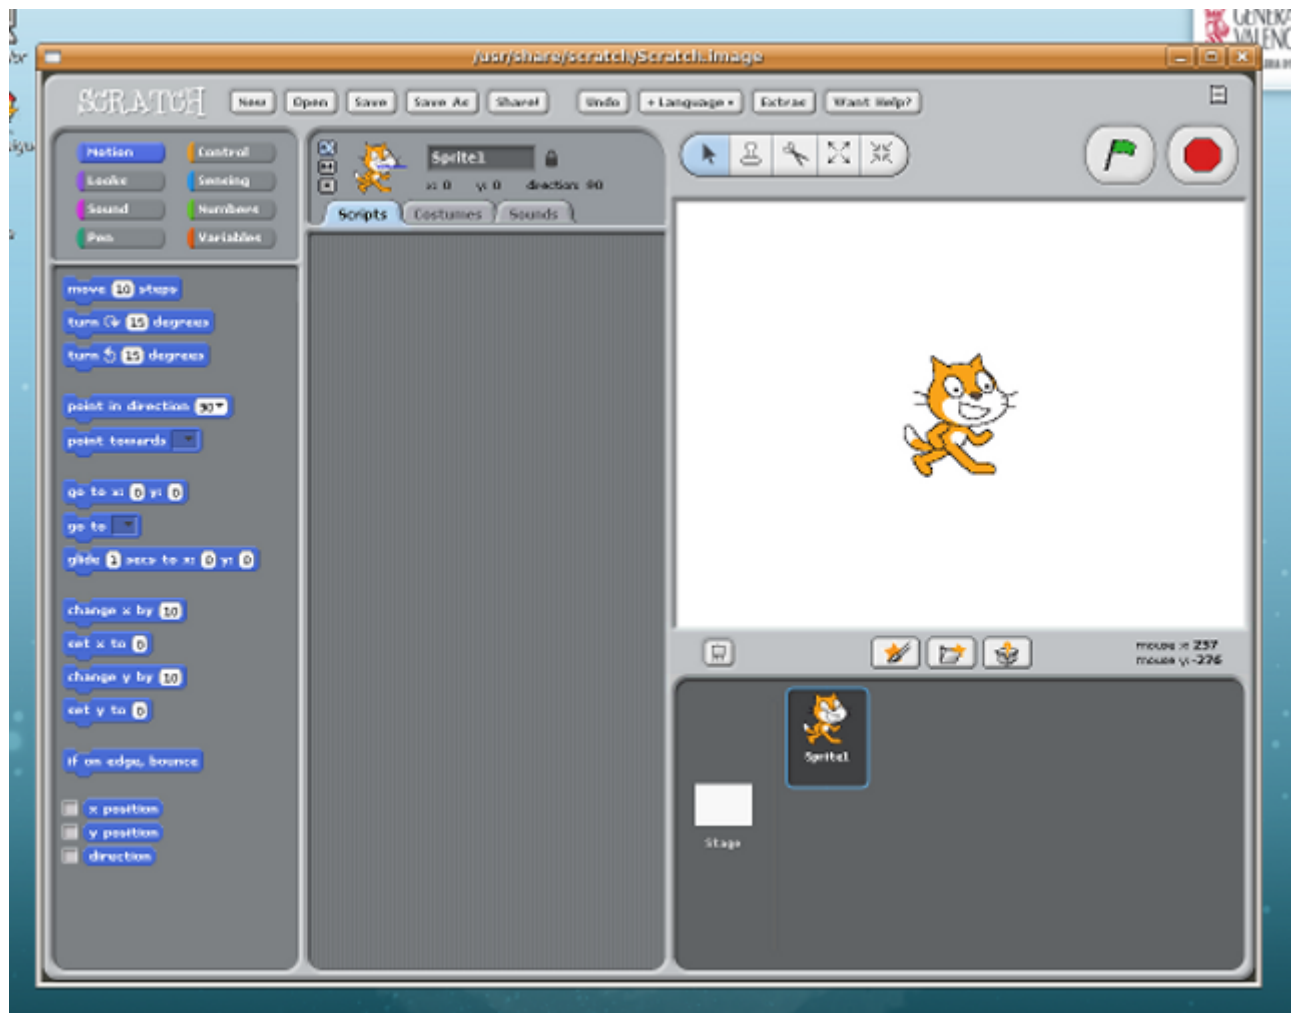 GENERA
VALENC
/usr/share/scratch/Scratch.image
SCRATCH New Open Save Save As Share! Undo + Language + Extras Want Help?
Motion Control
Looks Sensing
Sound Numbers
Pen Variables
Sprite1
x: 0 y: 0 direction: 90
Scripts Costumes Sounds
move 10 steps
turn 15 degrees
turn 15 degrees
point in direction 90
point towards
go to x: 0 y: 0
go to
glide 1 secs to x: 0 y: 0
change x by 10
set x to 0
change y by 10
set y to 0
if on edge, bounce
x position
y position
direction
mouse x: 237
mouse y: -276
Sprite1
Stage